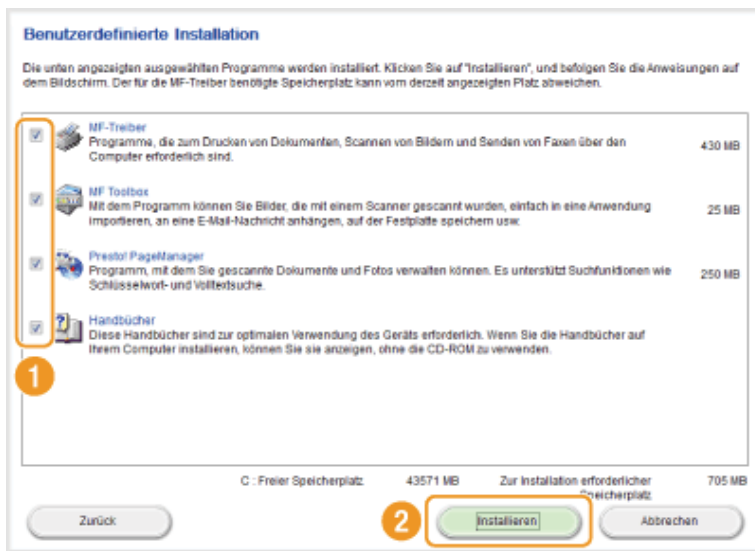 Benutzerdefinierte Installation
Die unten angezeigten ausgewählten Programme werden installiert. Klicken Sie auf "Installieren", und befolgen Sie die Anweisungen auf
dem Bildschirm. Der für die MF-Treiber benötigte Speicherplatz kann vom derzeit angezeigten Platz abweichen.
MF-Treiber
Programme, die zum Drucken von Dokumenten, Scannen von Bildern und Senden von Faxen über den
Computer erforderlich sind.
430 MB
MF Toolbox
Mit dem Programm können Sie Bilder, die mit einem Scanner gescannt wurden, einfach in eine Anwendung
importieren, an eine E-Mail-Nachricht anhängen, auf der Festplatte speichern usw.
25 MB
Presto! PageManager
Programm, mit dem Sie gescannte Dokumente und Fotos verwalten können. Es unterstützt Suchfunktionen wie
Schlüsselwort- und Volltextsuche.
250 MB
Handbücher
Diese Handbücher sind zur optimalen Verwendung des Geräts erforderlich. Wenn Sie die Handbücher auf
Ihrem Computer installieren, können Sie sie anzeigen, ohne die CD-ROM zu verwenden.
1
C : Freier Speicherplatz 43571 MB Zur Installation erforderlicher 705 MB
Speicherplatz
Zurück 2 Installieren Abbrechen